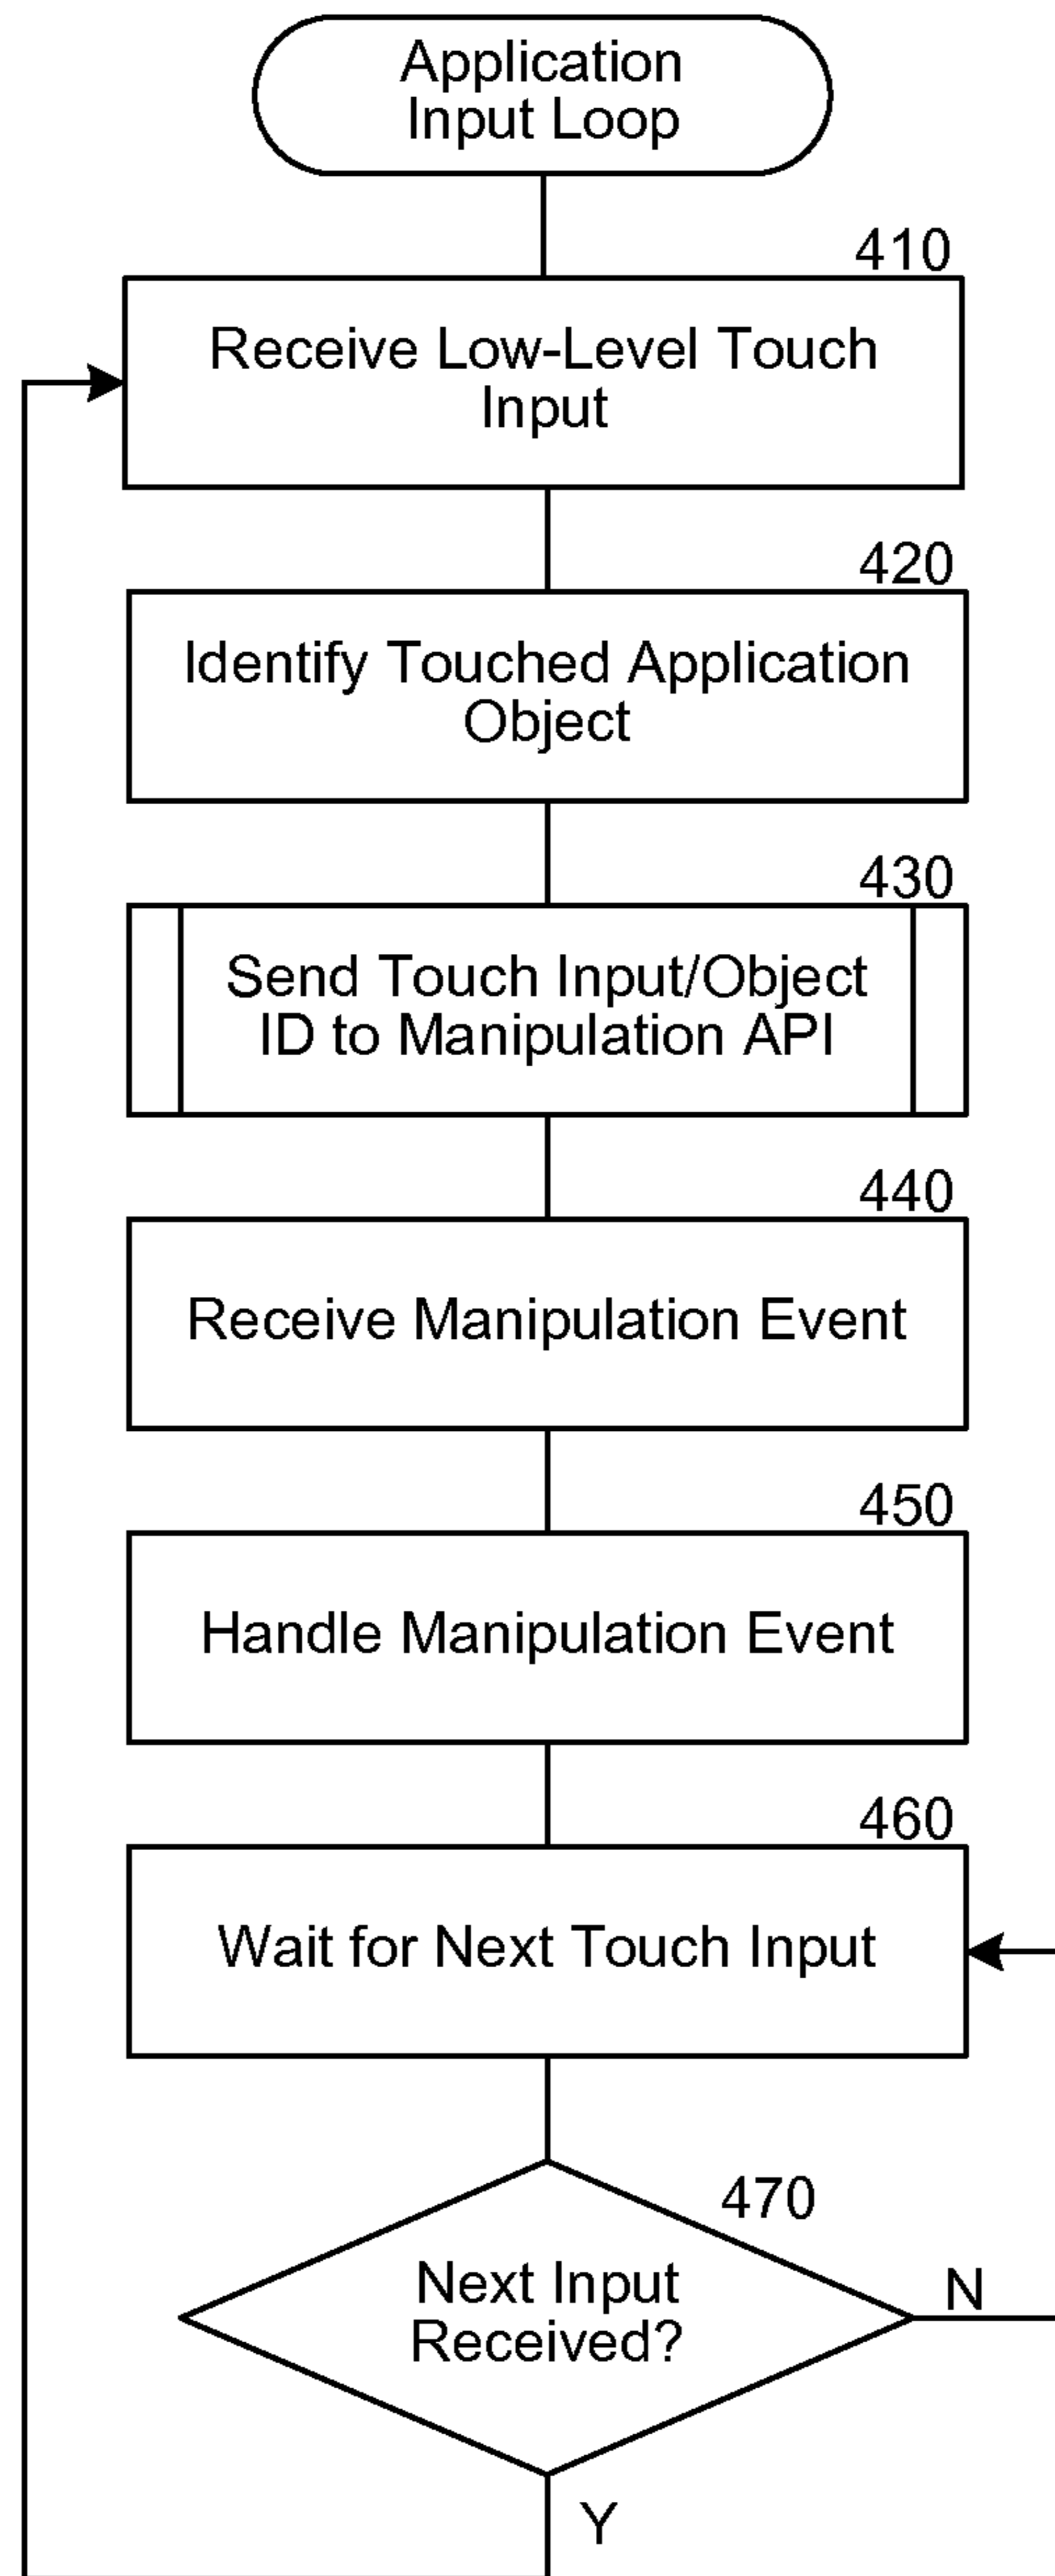 Application
Input Loop
410
Receive Low-Level Touch
Input
420
Identify Touched Application
Object
430
Send Touch Input/Object
ID to Manipulation API
440
Receive Manipulation Event
450
Handle Manipulation Event
460
Wait for Next Touch Input
470
Next Input
Received?
N
Y